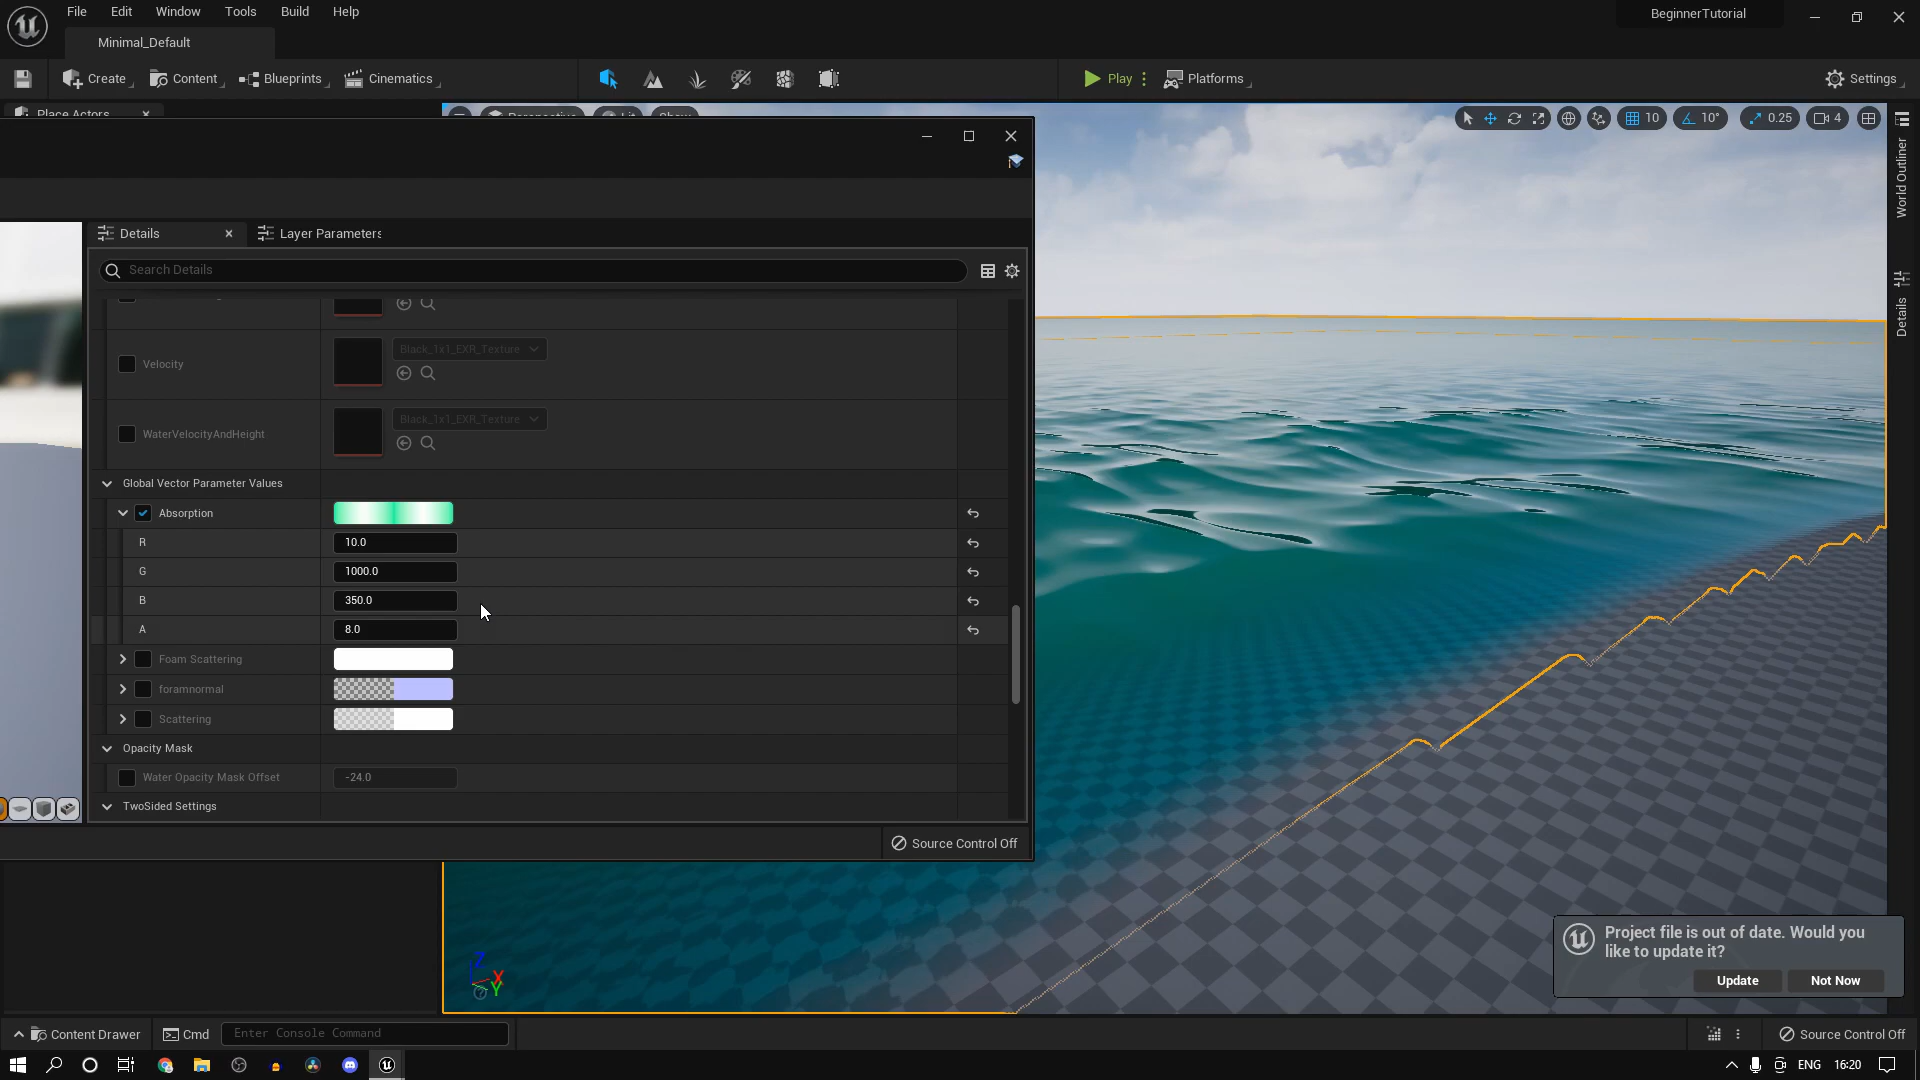 File Edit Window Tools Build Help
BeginnerTutorial
Minimal_Default
Create Content Blueprints Cinematics Play Platforms Settings
Place Actors
Perspective Lit Show
10 10° 0.25 4
World Outliner
Details
Details Layer Parameters
Search Details
Velocity Black_1x1_EXR_Texture
WaterVelocityAndHeight Black_1x1_EXR_Texture
Global Vector Parameter Values
Absorption
R 10.0
G 1000.0
B 350.0
A 8.0
Foam Scattering
foramnormal
Scattering
Opacity Mask
Water Opacity Mask Offset -24.0
TwoSided Settings
Source Control Off
Z
X
Y
Project file is out of date. Would you
like to update it?
Update Not Now
Content Drawer Cmd Enter Console Command Source Control Off
ENG 16:20